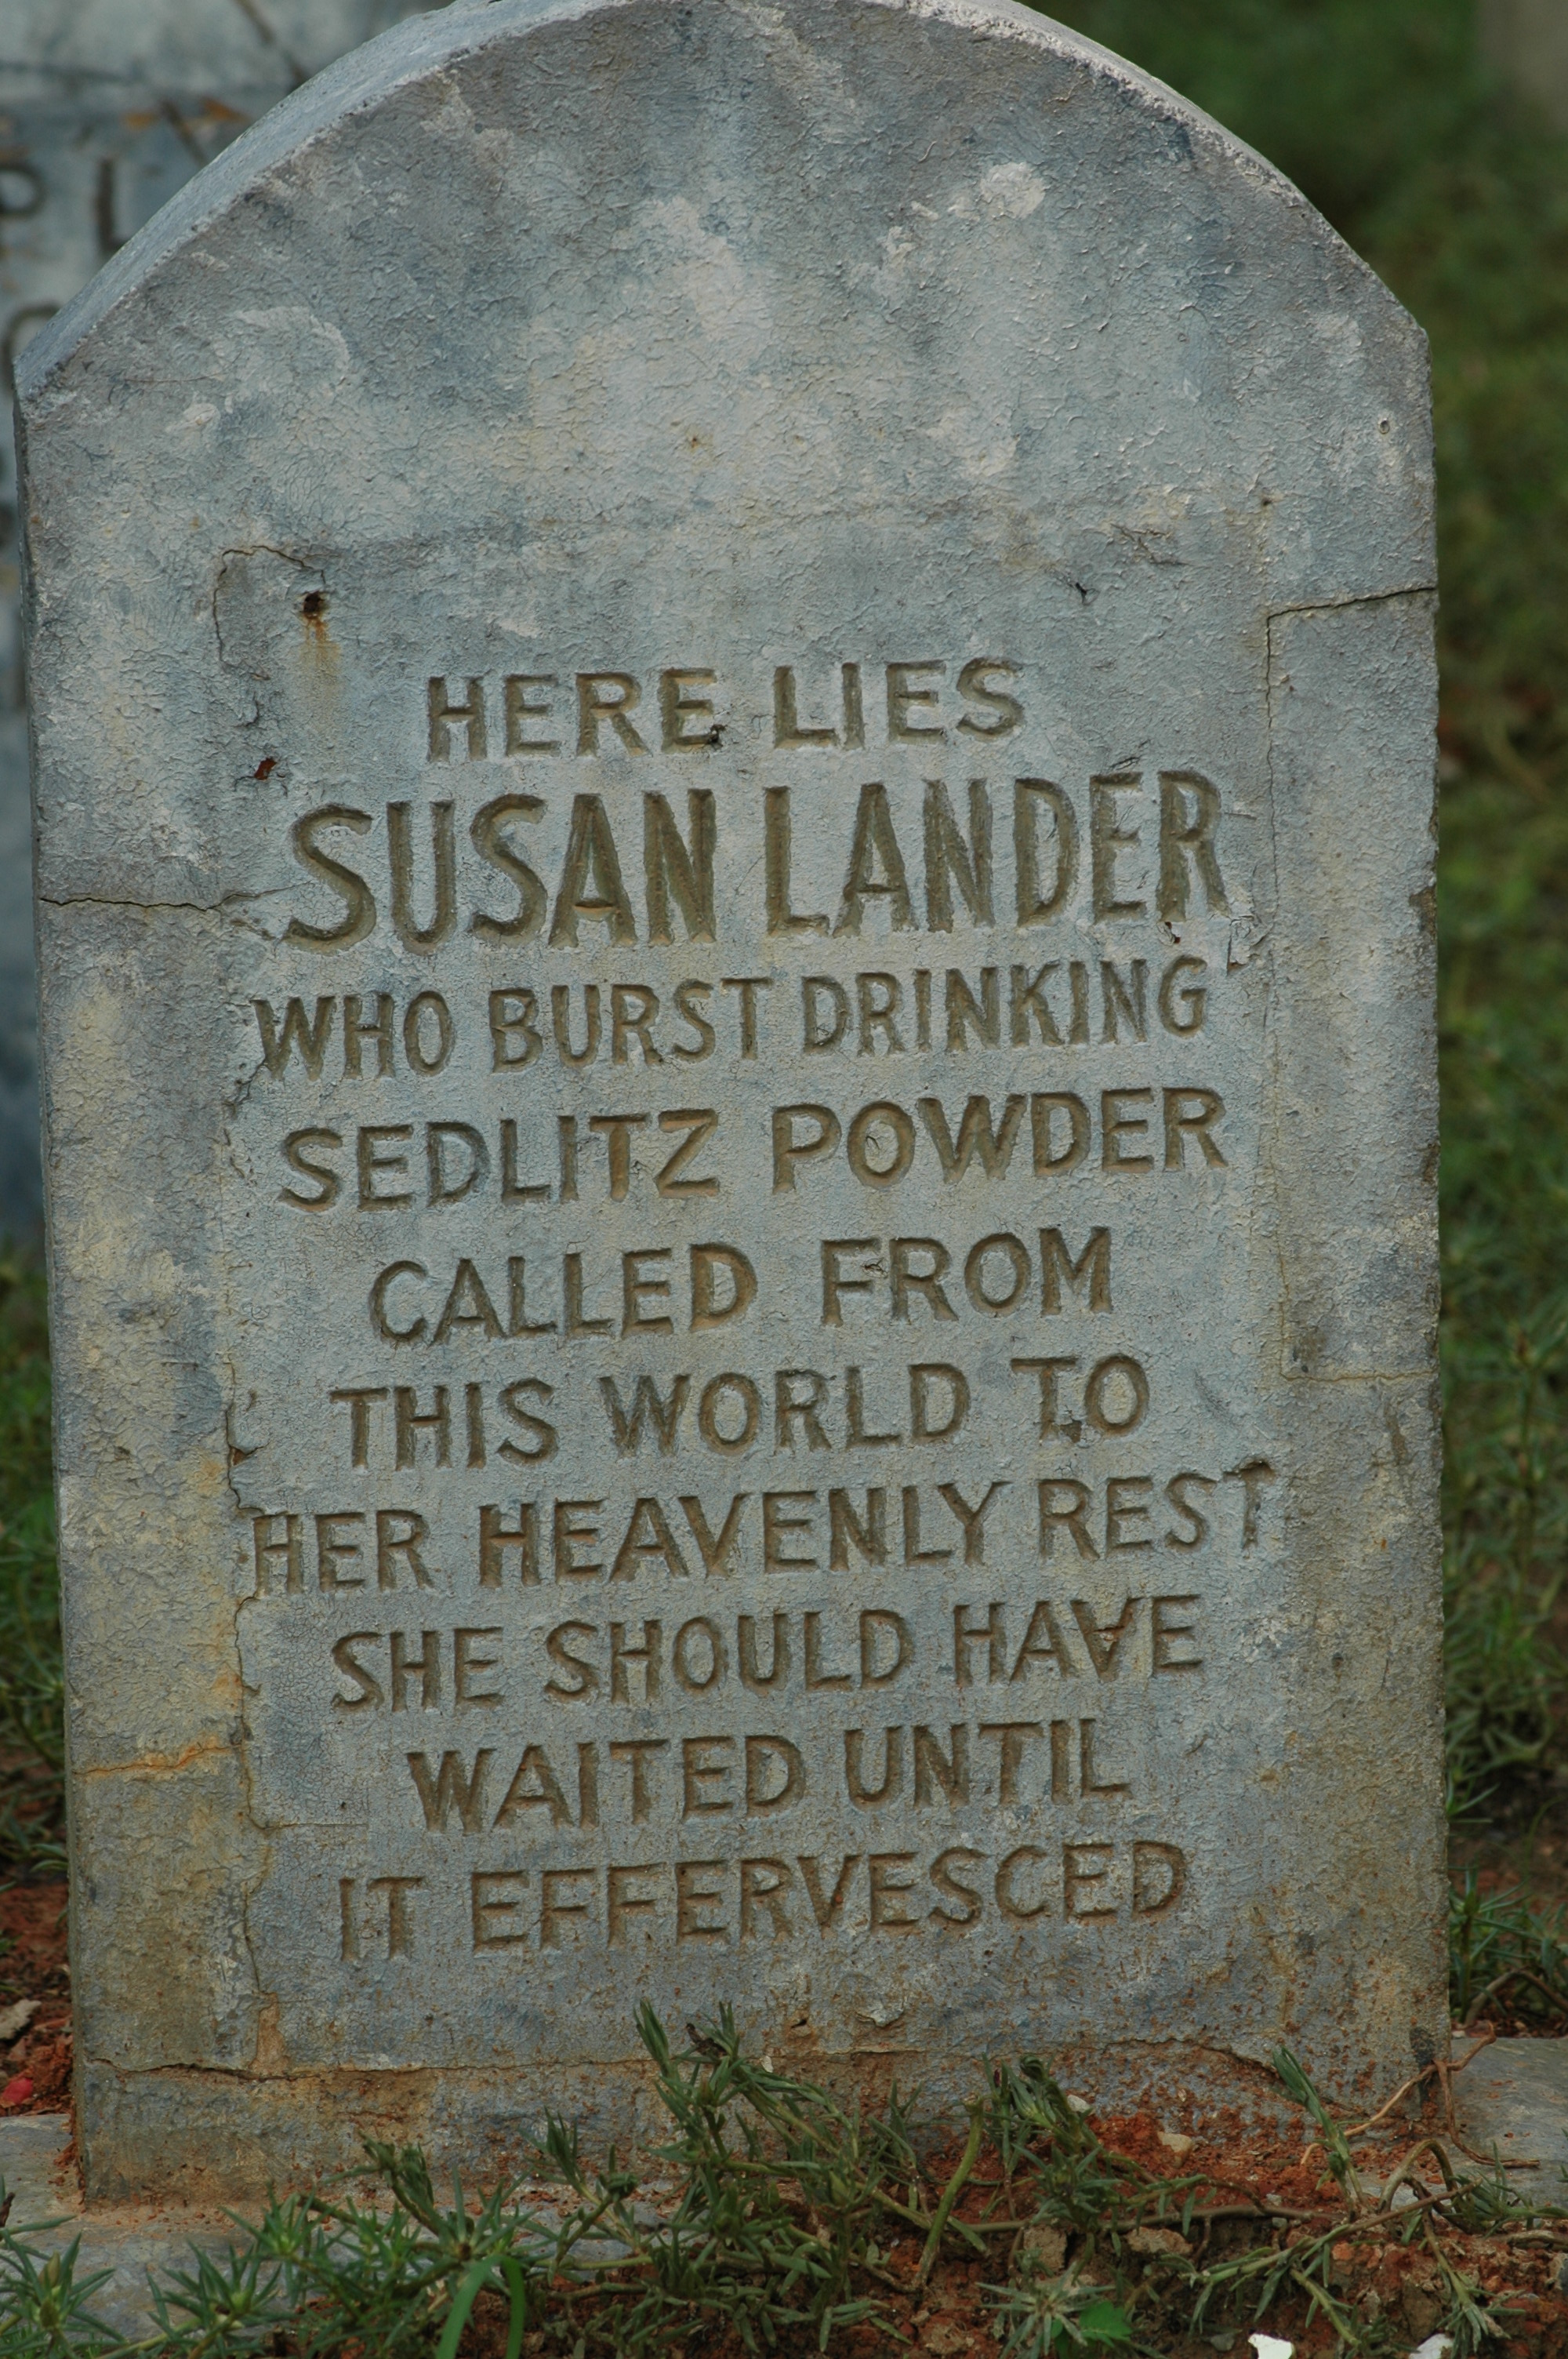 HERE LIES
SUSAN LANDER
WHO BURST DRINKING
SEDLITZ POWDER
CALLED FROM
THIS WORLD TO
HER HEAVENLY REST
SHE SHOULD HAVE
WAITED UNTIL
IT EFFERVESCED